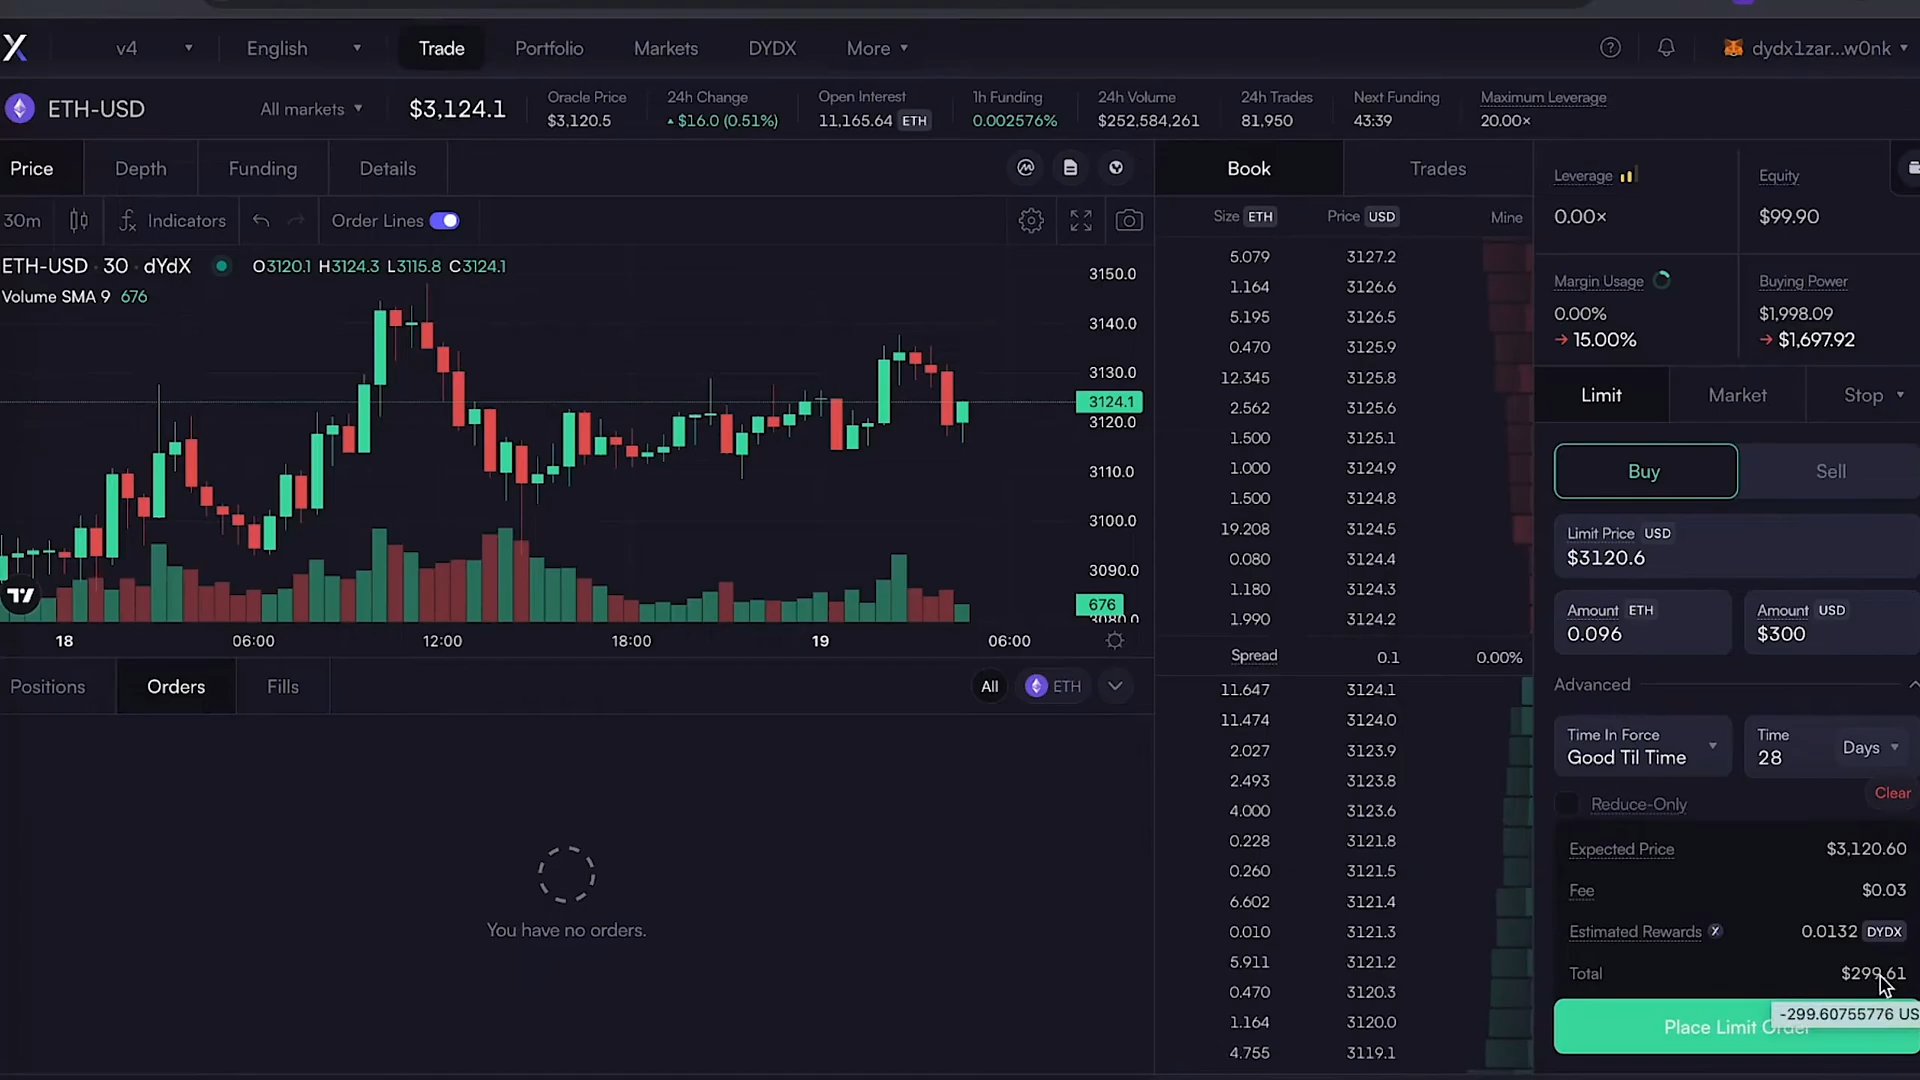 v4 English Trade Portfolio Markets DYDX More dydx1zar...w0nk
ETH-USD All markets $3,124.1
Oracle Price 24h Change Open Interest 1h Funding 24h Volume 24h Trades Next Funding Maximum Leverage
$3,120.5 $16.0 (0.51%) 11,165.64 ETH 0.002576% $252,584,261 81,950 43:39 20.00×
Price Depth Funding Details
30m Indicators Order Lines
ETH-USD · 30 · dYdX O3120.1 H3124.3 L3115.8 C3124.1
Volume SMA 9 676
3150.0
3140.0
3130.0
3124.1
3120.0
3110.0
3100.0
3090.0
676
3080.0
18 06:00 12:00 18:00 19 06:00
Positions Orders Fills All ETH
You have no orders.
Book Trades
Size ETH Price USD Mine
5.079 3127.2
1.164 3126.6
5.195 3126.5
0.470 3125.9
12.345 3125.8
2.562 3125.6
1.500 3125.1
1.000 3124.9
1.500 3124.8
19.208 3124.5
0.080 3124.4
1.180 3124.3
1.990 3124.2
Spread 0.1 0.00%
11.647 3124.1
11.474 3124.0
2.027 3123.9
2.493 3123.8
4.000 3123.6
0.228 3121.8
0.260 3121.5
6.602 3121.4
0.010 3121.3
5.911 3121.2
0.470 3120.3
1.164 3120.0
4.755 3119.1
Leverage Equity
0.00× $99.90
Margin Usage Buying Power
0.00% $1,998.09
→ 15.00% → $1,697.92
Limit Market Stop
Buy Sell
Limit Price USD
$3120.6
Amount ETH Amount USD
0.096 $300
Advanced
Time In Force Time
Good Til Time 28 Days
Clear
Reduce-Only
Expected Price $3,120.60
Fee $0.03
Estimated Rewards 0.0132 DYDX
Total $299.61
-299.60755776 US
Place Limit Order